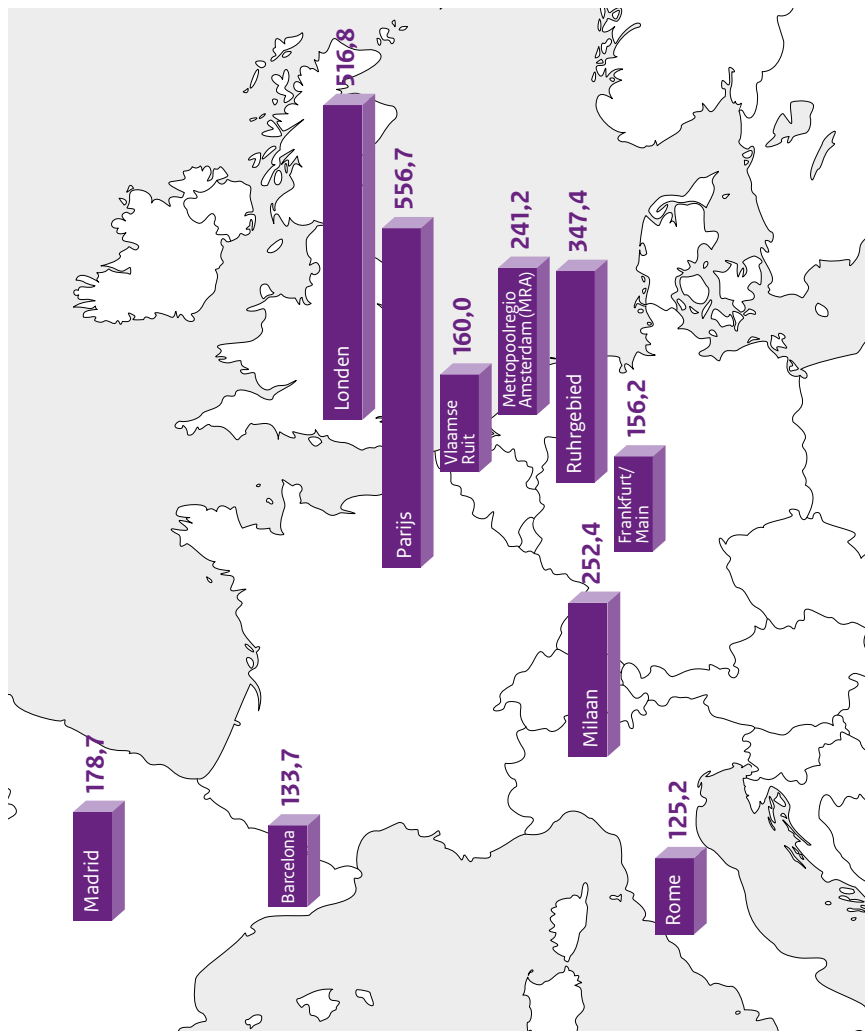 516,8
Londen
556,7
Parijs
160,0
Vlaamse
Ruit
241,2
Metropoolregio
Amsterdam (MRA)
347,4
Ruhrgebied
156,2
Frankfurt/
Main
252,4
Milaan
178,7
Madrid
133,7
Barcelona
125,2
Rome